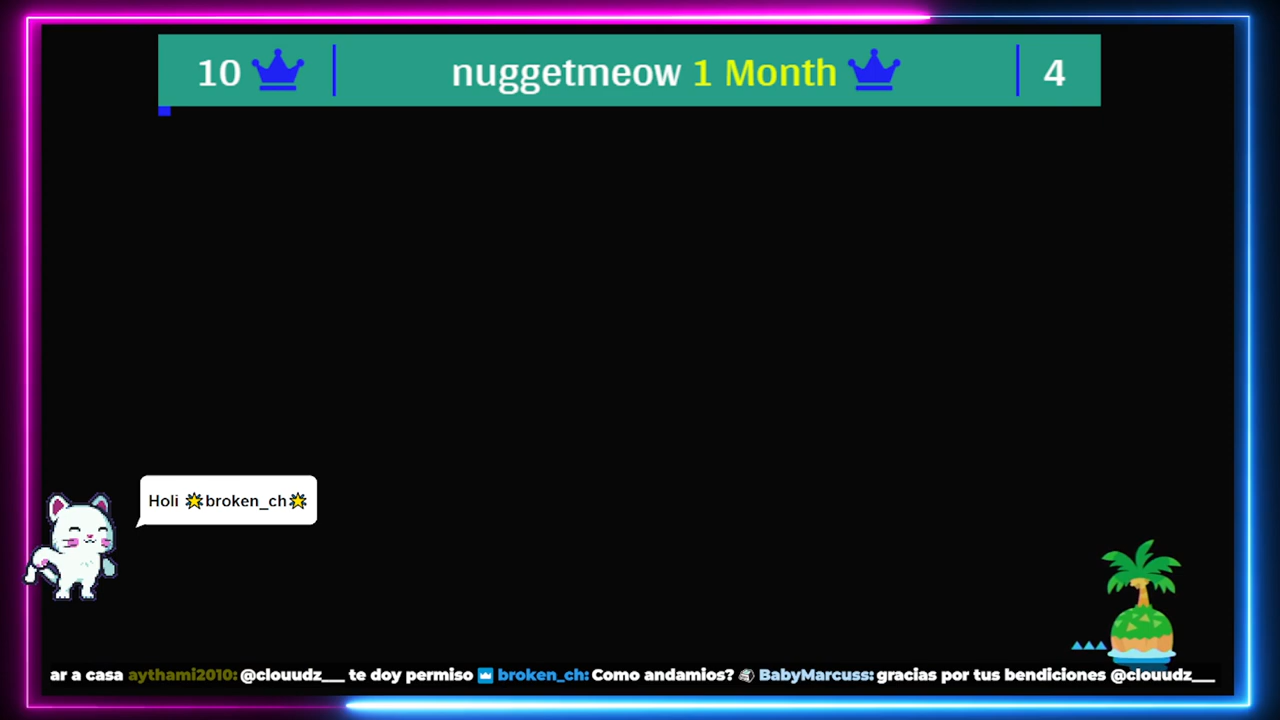 10 nuggetmeow 1 Month 4
Holi 🌟broken_ch🌟
ar a casa aythami2010: @clouudz___ te doy permiso broken_ch: Como andamios? BabyMarcuss: gracias por tus bendiciones @clouudz___